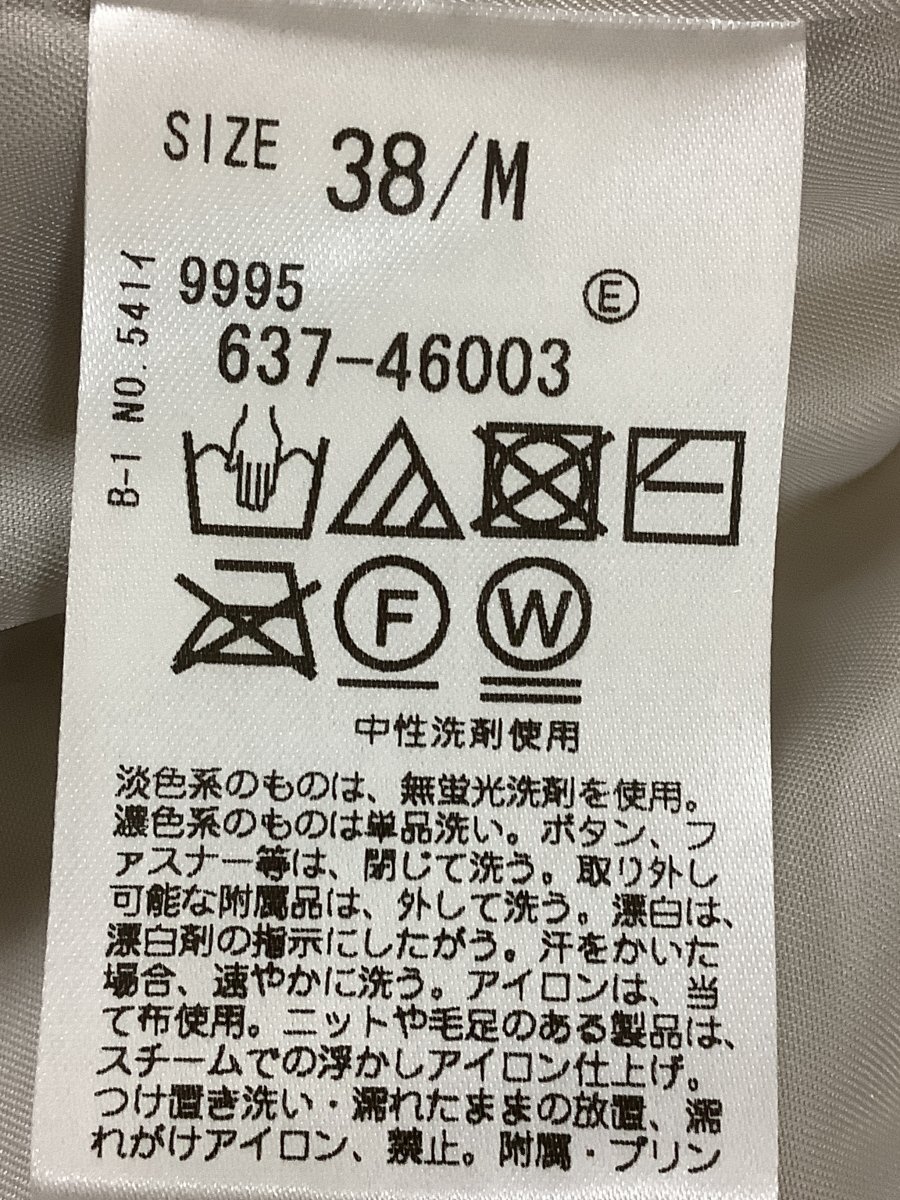 SIZE 38/M
9995
Ⓔ
637-46003
B-1 NO.541イ
F
W
中性洗剤使用
淡色系のものは、無蛍光洗剤を使用。
濃色系のものは単品洗い。ボタン、フ
ァスナー等は、閉じて洗う。取り外し
可能な附属品は、外して洗う。漂白は、
漂白剤の指示にしたがう。汗をかいた
場合、速やかに洗う。アイロンは、当
て布使用。ニットや毛足のある製品は、
スチームでの浮かしアイロン仕上げ。
つけ置き洗い・濡れたままの放置、濡
れがけアイロン、禁止。附属・プリン